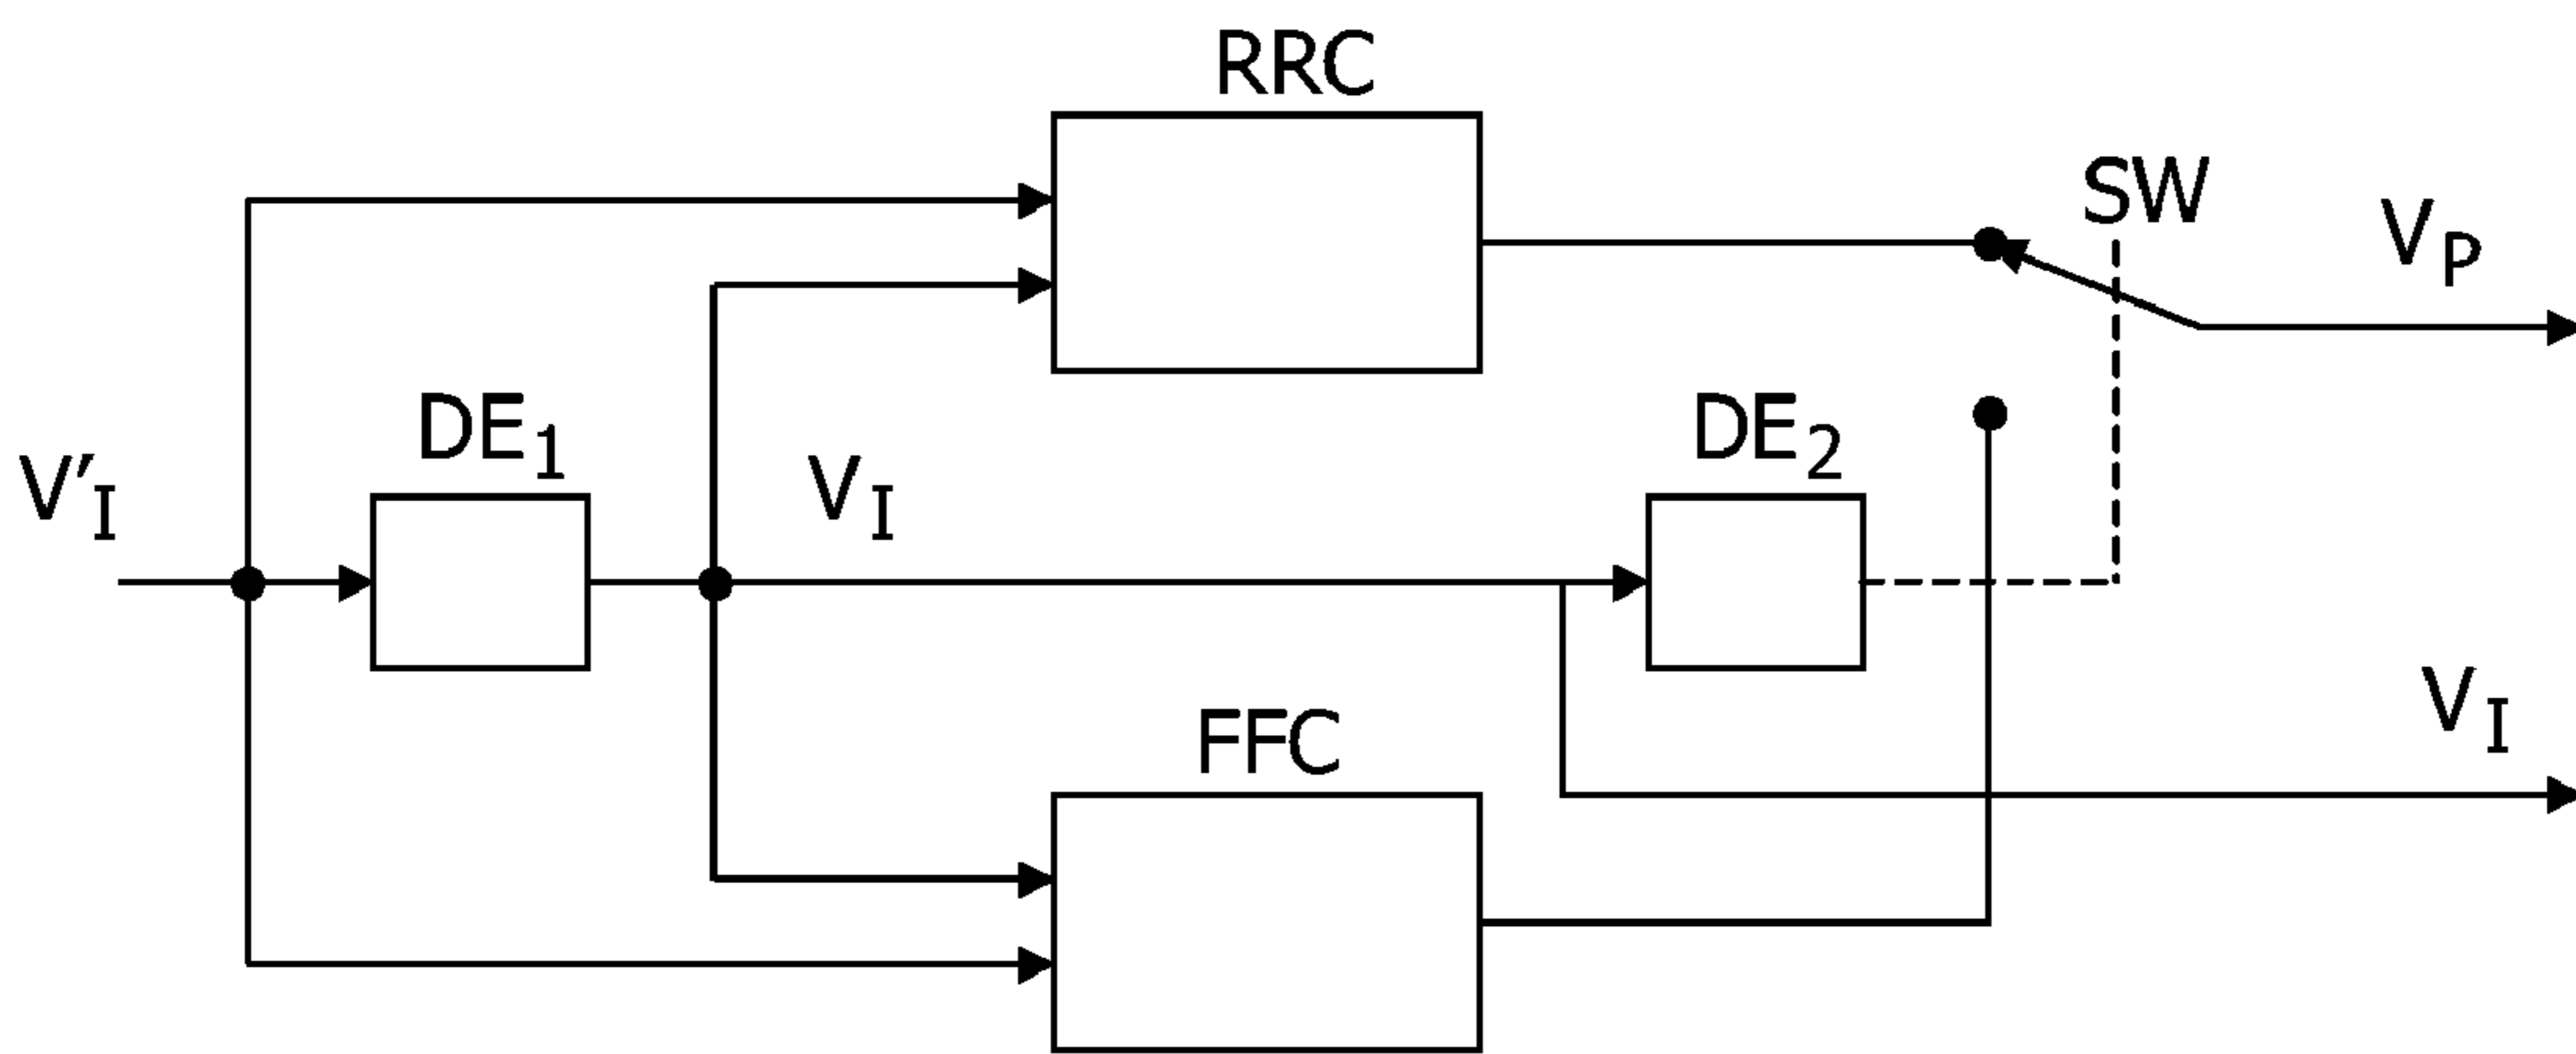 RRC
SW
V_P
DE_1
DE_2
V'_I
V_I
V_I
FFC